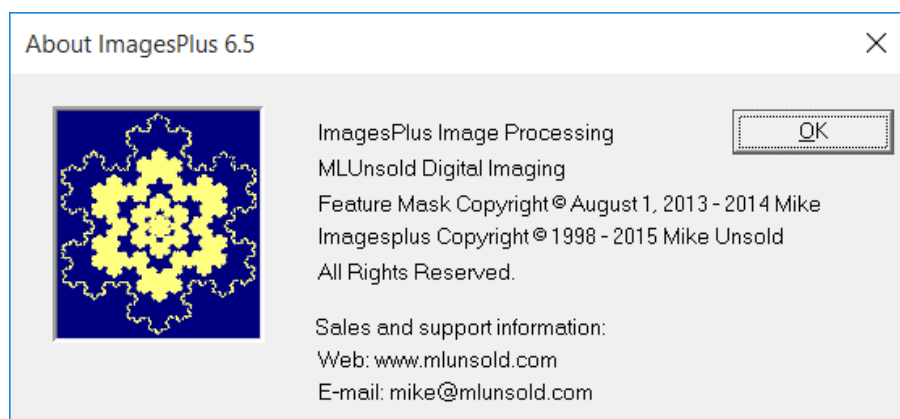 About ImagesPlus 6.5
ImagesPlus Image Processing
OK
MLUnsold Digital Imaging
Feature Mask Copyright © August 1, 2013 - 2014 Mike
Imagesplus Copyright © 1998 - 2015 Mike Unsold
All Rights Reserved.
Sales and support information:
Web: www.mlunsold.com
E-mail: mike@mlunsold.com